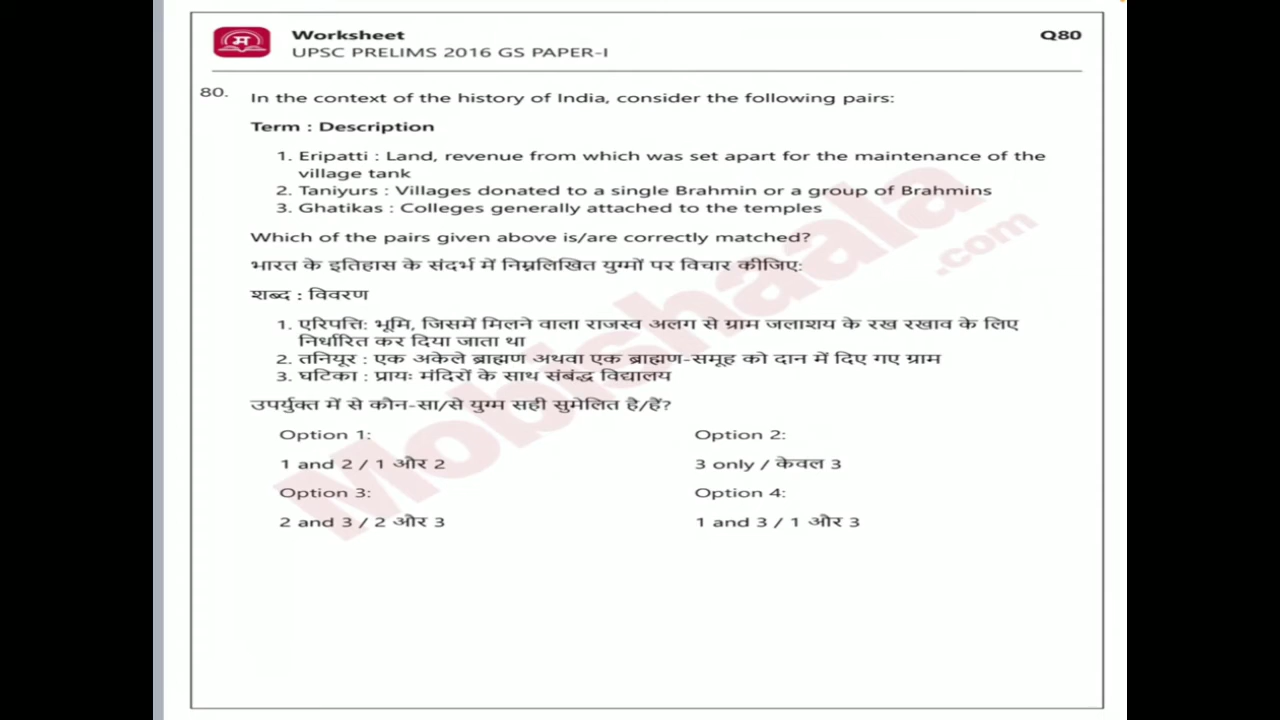 Worksheet
UPSC PRELIMS 2016 GS PAPER-I
Q80
80. In the context of the history of India, consider the following pairs:
Term : Description
1. Eripatti : Land, revenue from which was set apart for the maintenance of the
village tank
2. Taniyurs : Villages donated to a single Brahmin or a group of Brahmins
3. Ghatikas : Colleges generally attached to the temples
Which of the pairs given above is/are correctly matched?
भारत के इतिहास के संदर्भ में निम्नलिखित युग्मों पर विचार कीजिए:
शब्द : विवरण
1. एरिपत्ति: भूमि, जिसमें मिलने वाला राजस्व अलग से ग्राम जलाशय के रख रखाव के लिए
निर्धारित कर दिया जाता था
2. तनियूर : एक अकेले ब्राह्मण अथवा एक ब्राह्मण-समूह को दान में दिए गए ग्राम
3. घटिका : प्रायः मंदिरों के साथ संबंद्ध विद्यालय
उपर्युक्त में से कौन-सा/से युग्म सही सुमेलित है/हैं?
Option 1:
Option 2:
1 and 2 / 1 और 2
3 only / केवल 3
Option 3:
Option 4:
2 and 3 / 2 और 3
1 and 3 / 1 और 3
Mobishaala
.com
म